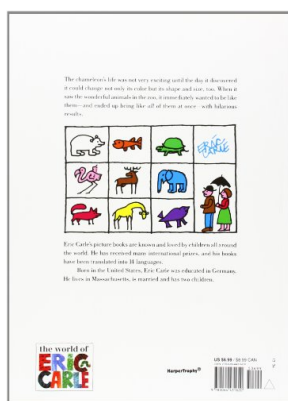 The chameleon's life was not very exciting until the day it discovered
it could change not only its color but its shape and size, too. When it
saw the wonderful animals in the zoo, it immediately wanted to be like
them—and ended up being like all of them at once—with hilarious
results.
ERIC CARLE
Eric Carle's picture books are known and loved by children all around
the world. He has received many international prizes, and his books
have been translated into 18 languages.
Born in the United States, Eric Carle was educated in Germany.
He lives in Massachusetts, is married and has two children.
the world of
ERIC
CARLE
HarperTrophy®